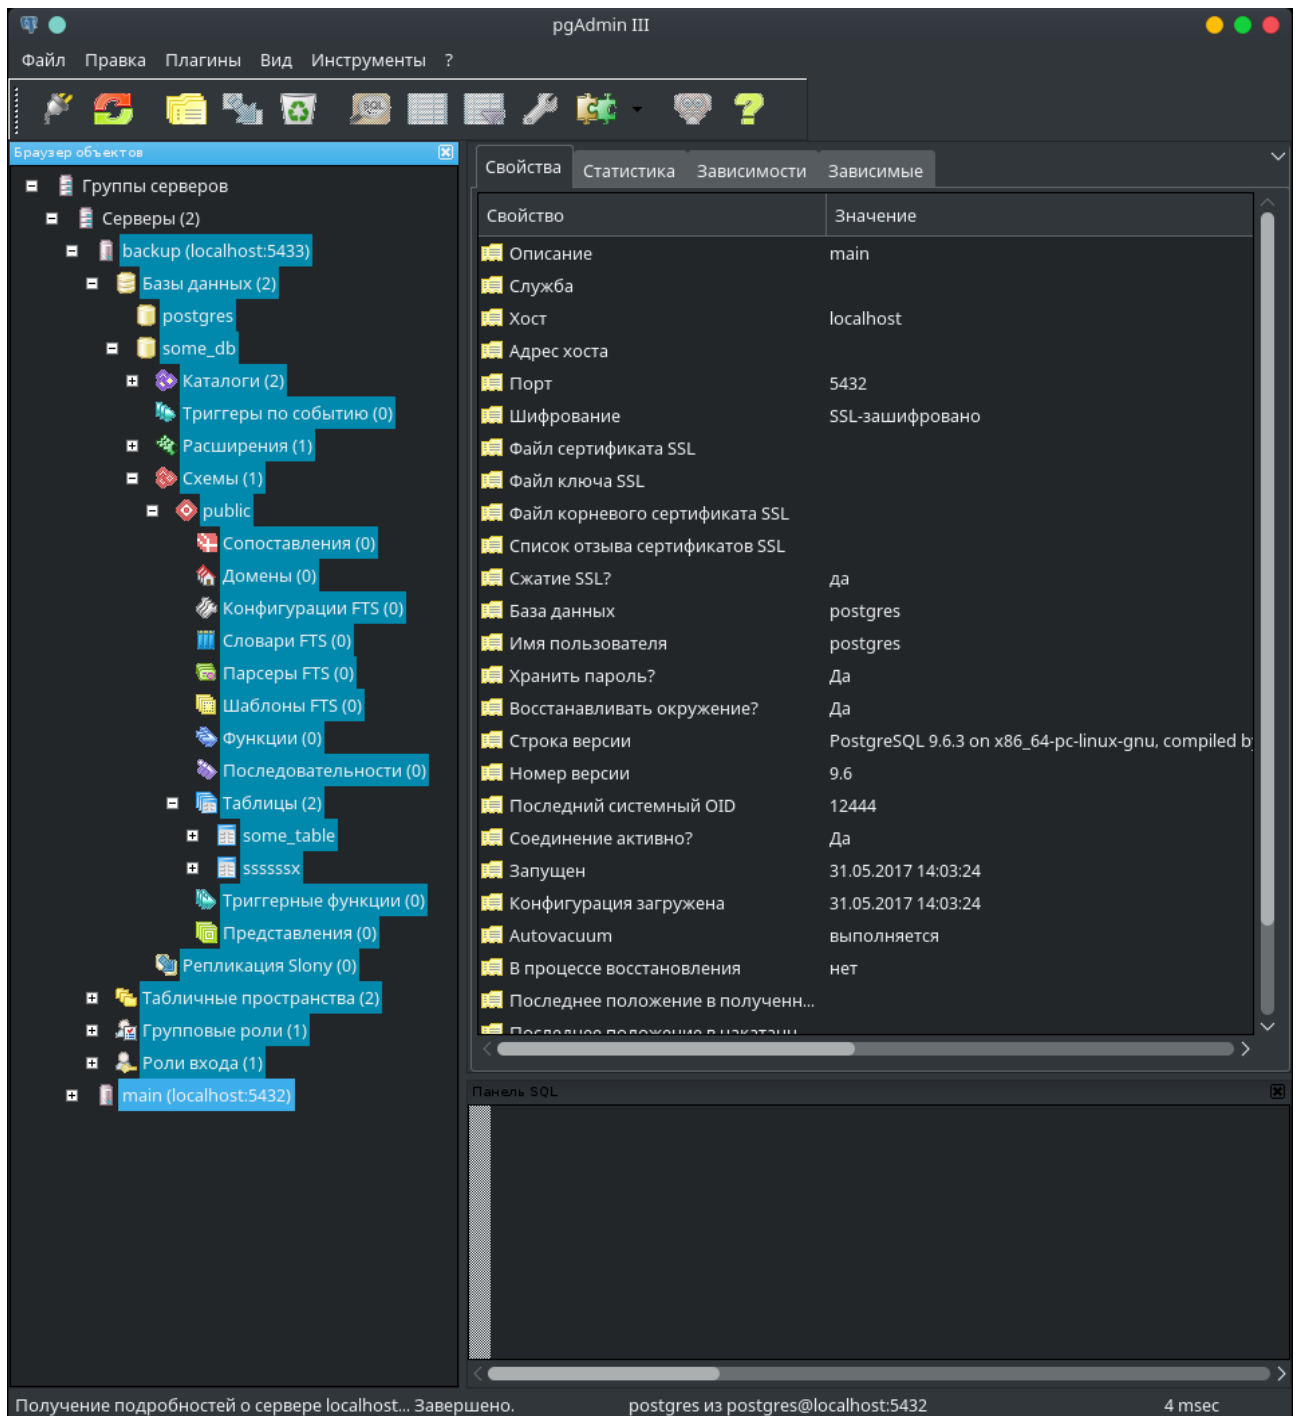 pgAdmin III
Файл Правка Плагины Вид Инструменты ?
SQL
Браузер объектов
Группы серверов
Серверы (2)
backup (localhost:5433)
Базы данных (2)
postgres
some_db
Каталоги (2)
Триггеры по событию (0)
Расширения (1)
Схемы (1)
public
Сопоставления (0)
Домены (0)
Конфигурации FTS (0)
Словари FTS (0)
Парсеры FTS (0)
Шаблоны FTS (0)
Функции (0)
Последовательности (0)
Таблицы (2)
some_table
ssssssx
Триггерные функции (0)
Представления (0)
Репликация Slony (0)
Табличные пространства (2)
Групповые роли (1)
Роли входа (1)
main (localhost:5432)
Свойства Статистика Зависимости Зависимые
Свойство Значение
Описание main
Служба
Хост localhost
Адрес хоста
Порт 5432
Шифрование SSL-зашифровано
Файл сертификата SSL
Файл ключа SSL
Файл корневого сертификата SSL
Список отзыва сертификатов SSL
Сжатие SSL? да
База данных postgres
Имя пользователя postgres
Хранить пароль? Да
Восстанавливать окружение? Да
Строка версии PostgreSQL 9.6.3 on x86_64-pc-linux-gnu, compiled by
Номер версии 9.6
Последний системный OID 12444
Соединение активно? Да
Запущен 31.05.2017 14:03:24
Конфигурация загружена 31.05.2017 14:03:24
Autovacuum выполняется
В процессе восстановления нет
Последнее положение в полученн...
Последнее положение в накатанн...
Панель SQL
Получение подробностей о сервере localhost... Завершено. postgres из postgres@localhost:5432 4 msec